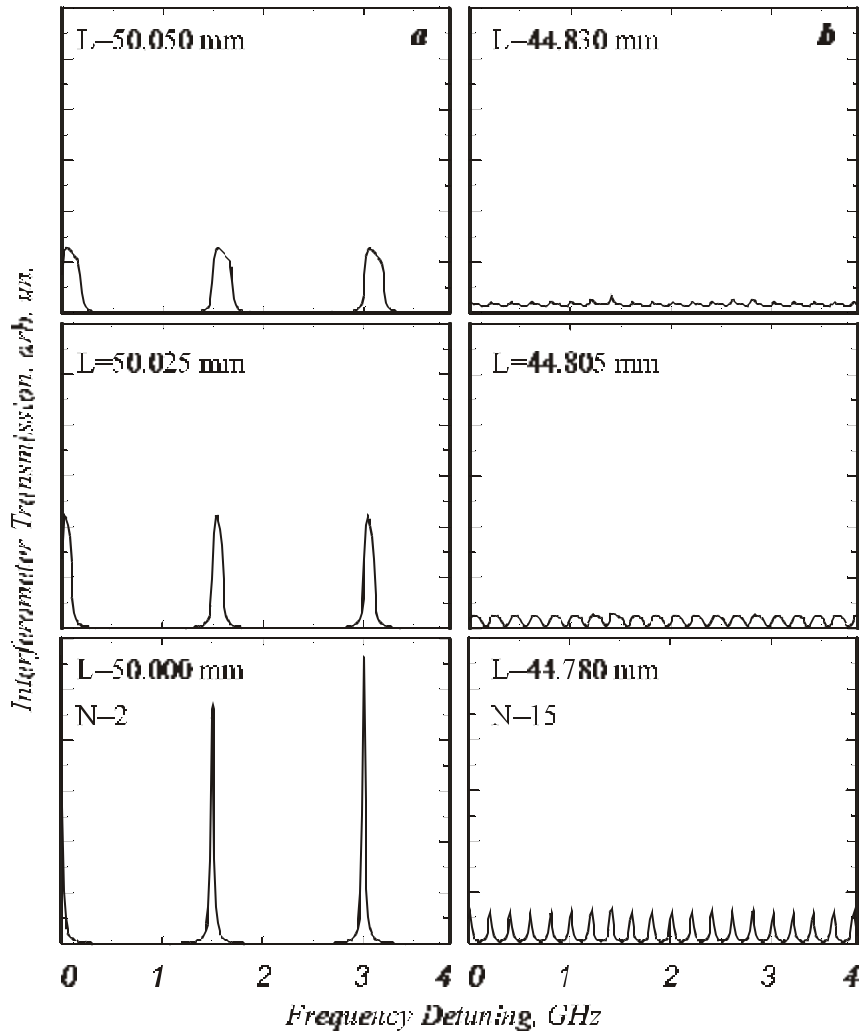 L–50.050 mm
a
L–44.830 mm
b
L=50.025 mm
L=44.805 mm
L–50.000 mm
N–2
L–44.780 mm
N–15
Interferometer Transmission, arb. un.
0 1 2 3 4 0 1 2 3 4
Frequency Detuning, GHz